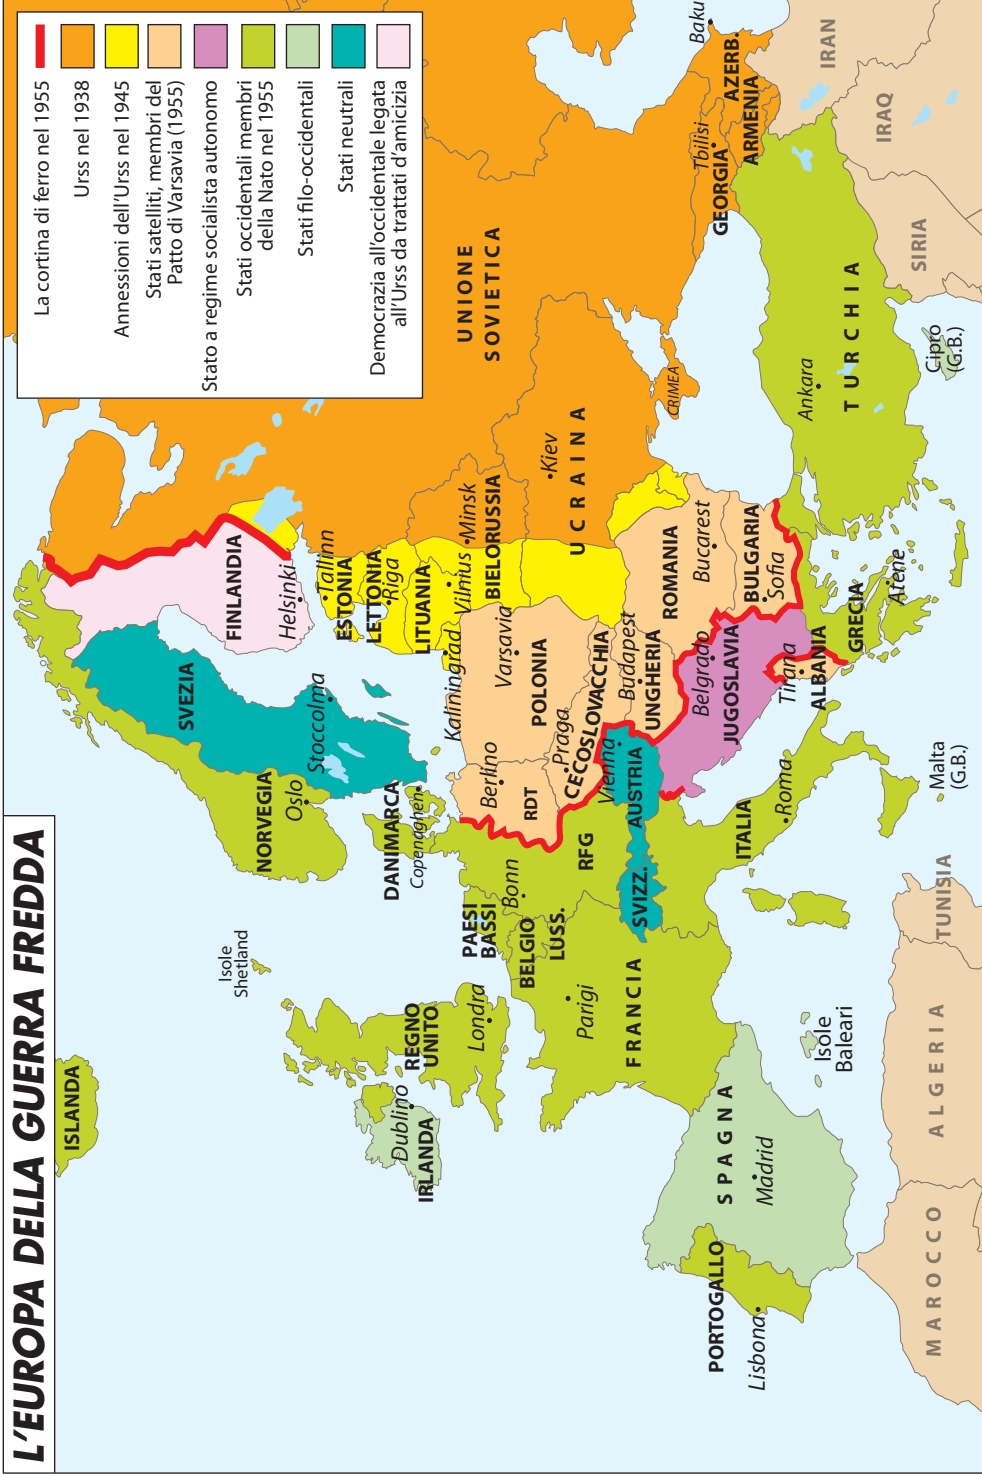 L'EUROPA DELLA GUERRA FREDDA
La cortina di ferro nel 1955
Urss nel 1938
Annessioni dell'Urss nel 1945
Stati satelliti, membri del
Patto di Varsavia (1955)
Stato a regime socialista autonomo
Stati occidentali membri
della Nato nel 1955
Stati filo-occidentali
Stati neutrali
Democrazia all'occidentale legata
all'Urss da trattati d'amicizia
ISLANDA
Isole
Shetland
NORVEGIA
Oslo
SVEZIA
Stoccolma
FINLANDIA
Helsinki
Tallinn
ESTONIA
LETTONIA
Riga
LITUANIA
Vilnius
Kaliningrad
Minsk
BIELORUSSIA
UNIONE
SOVIETICA
DANIMARCA
Copenaghen
IRLANDA
Dublino
REGNO
UNITO
Londra
PAESI
BASSI
BELGIO
LUSS.
Bonn
RFG
Berlino
RDT
Varsavia
POLONIA
Praga
CECOSLOVACCHIA
Kiev
UCRAINA
CRIMEA
Parigi
FRANCIA
SVIZZ.
Vienna
AUSTRIA
Budapest
UNGHERIA
ROMANIA
Bucarest
Belgrado
JUGOSLAVIA
BULGARIA
Sofia
Tirana
ALBANIA
GRECIA
Atene
ITALIA
Roma
PORTOGALLO
Lisbona
SPAGNA
Madrid
Isole
Baleari
Malta
(G.B.)
Ankara
TURCHIA
Cipro
(G.B.)
GEORGIA
Tbilisi
ARMENIA
AZERB.
Baku
IRAN
IRAQ
SIRIA
MAROCCO
ALGERIA
TUNISIA